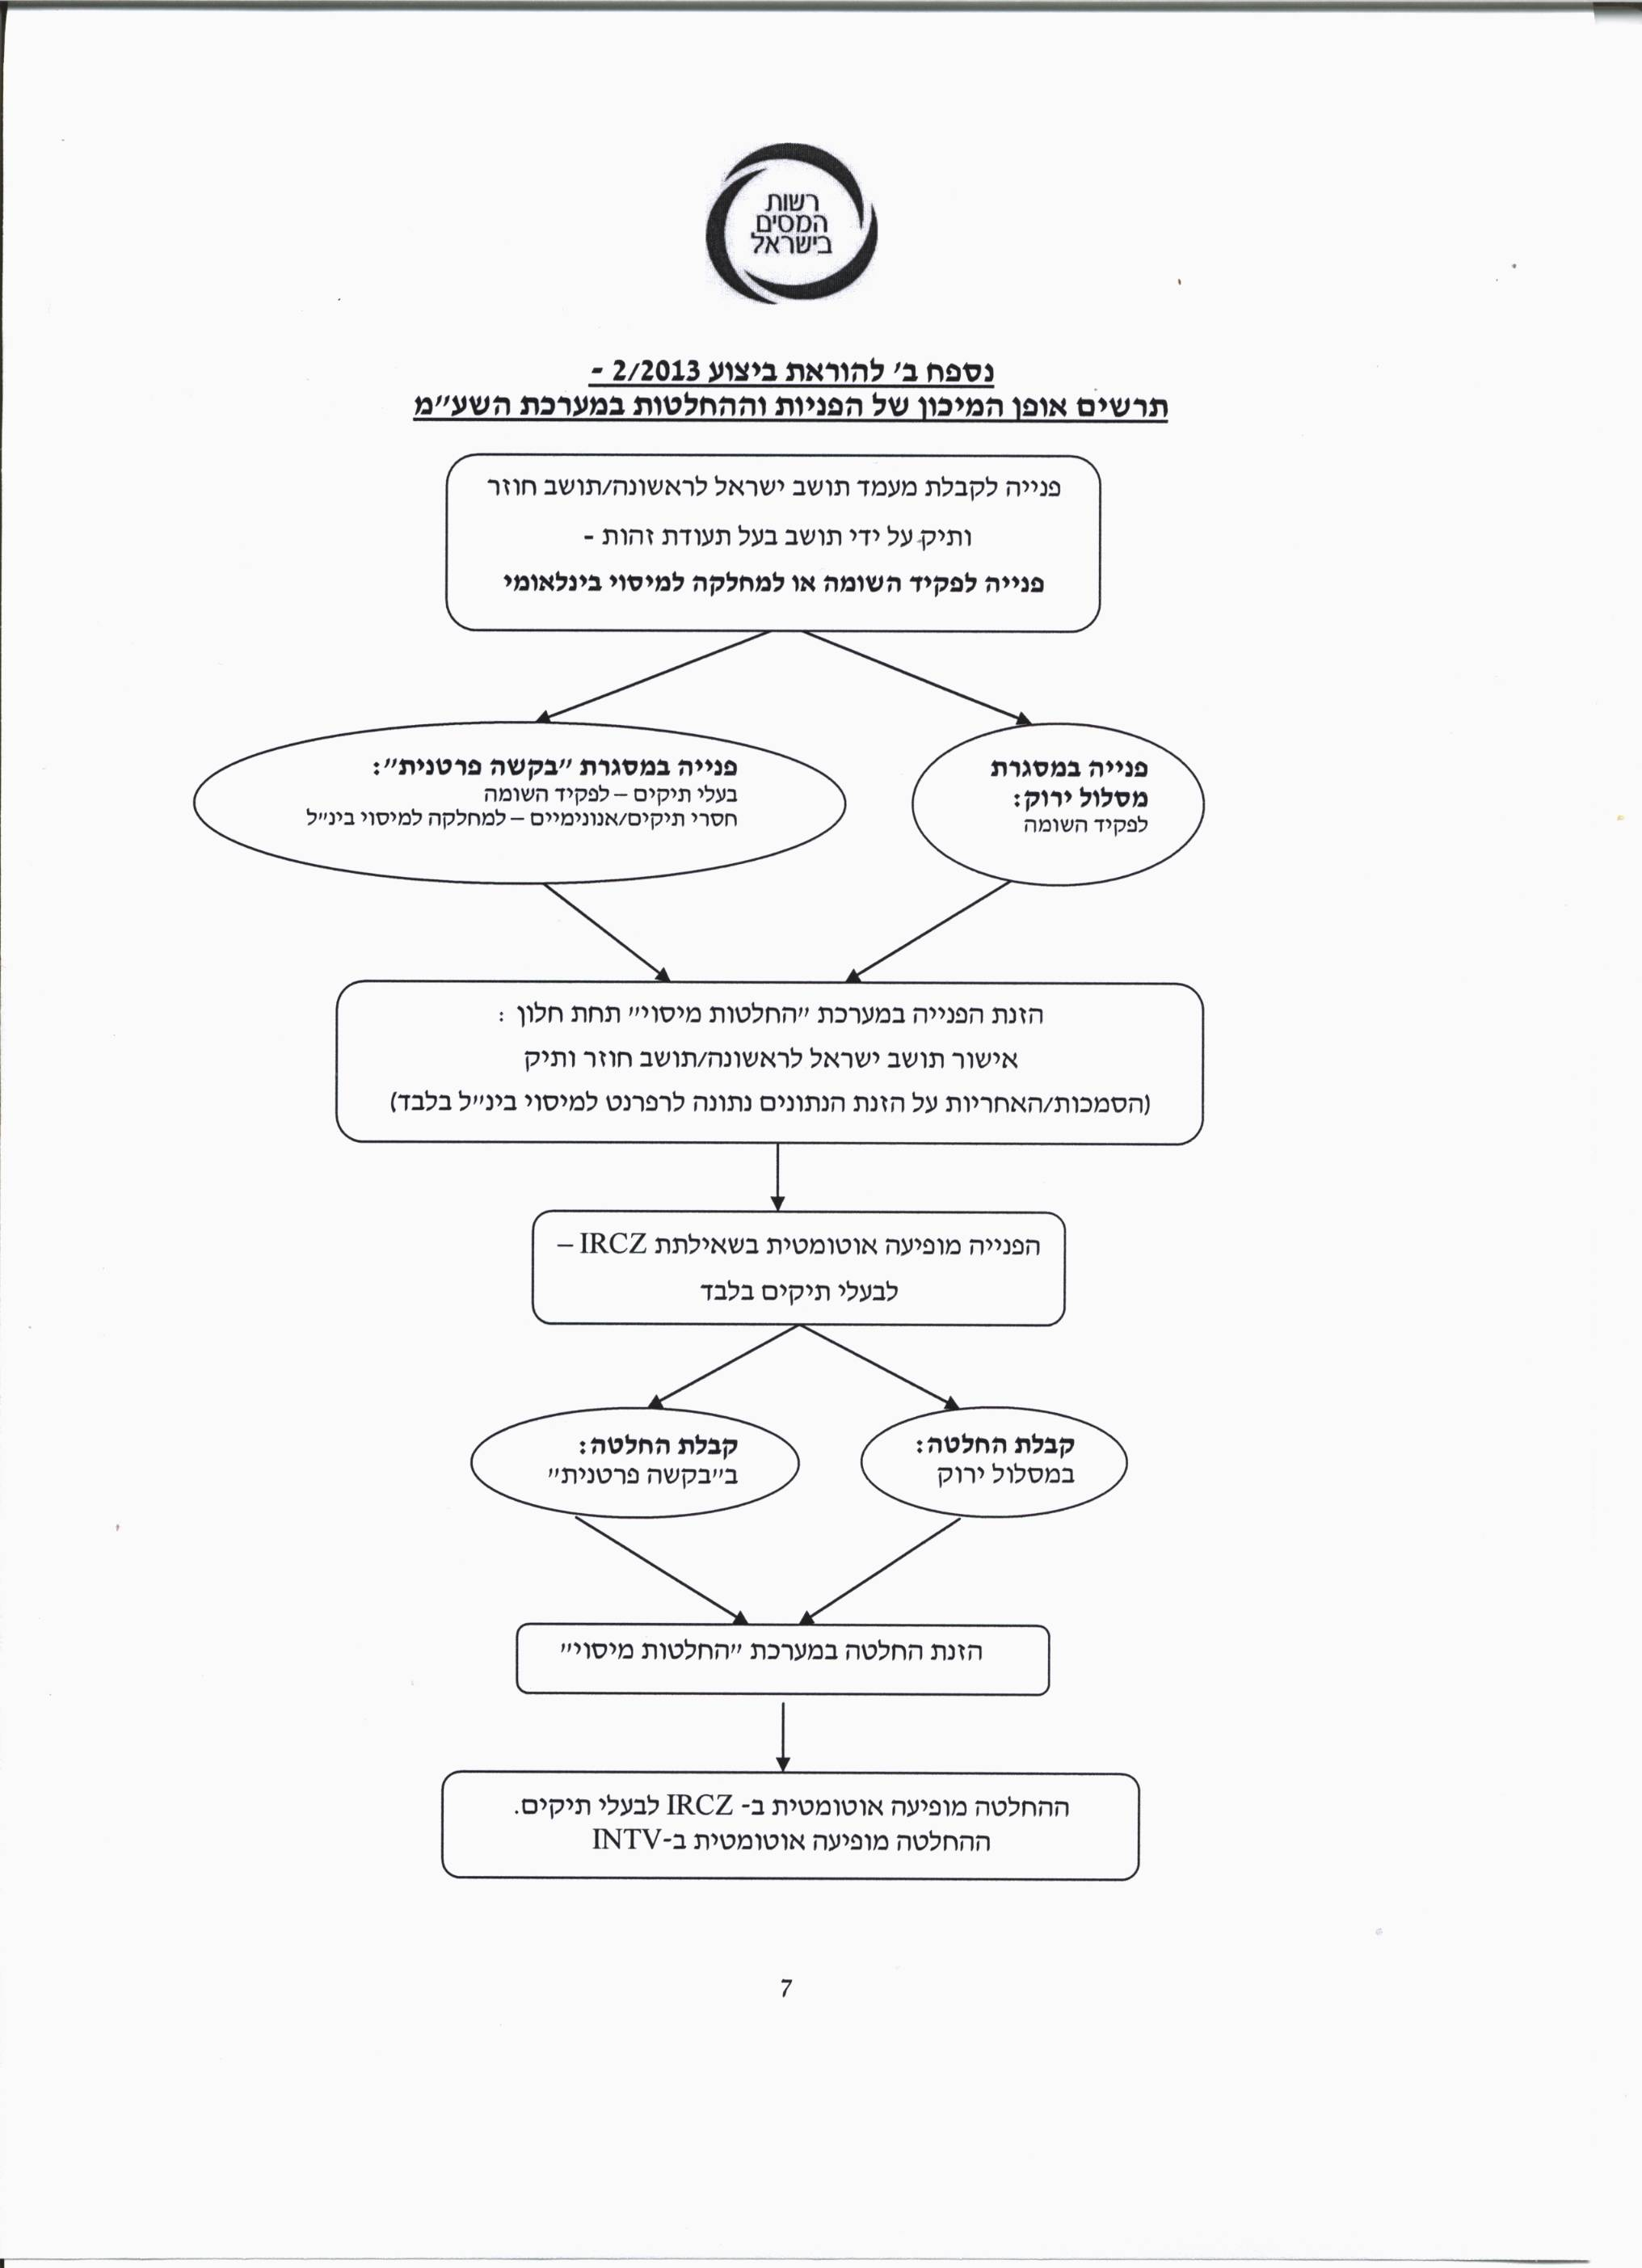 רשות
המסים
בישראל
נספח ב' להוראת ביצוע 2/2013 -
תרשים אופן המיכון של הפניות וההחלטות במערכת השע"מ
פנייה לקבלת מעמד תושב ישראל לראשונה/תושב חוזר
ותיק על ידי תושב בעל תעודת זהות -
פנייה לפקיד השומה או למחלקה למיסוי בינלאומי
פנייה במסגרת
מסלול ירוק:
לפקיד השומה
פנייה במסגרת "בקשה פרטנית":
בעלי תיקים – לפקיד השומה
חסרי תיקים/אנונימיים – למחלקה למיסוי בינ"ל
הזנת הפנייה במערכת "החלטות מיסוי" תחת חלון :
אישור תושב ישראל לראשונה/תושב חוזר ותיק
(הסמכות/האחריות על הזנת הנתונים נתונה לרפרנט למיסוי בינ"ל בלבד)
הפנייה מופיעה אוטומטית בשאילתת IRCZ –
לבעלי תיקים בלבד
קבלת החלטה:
במסלול ירוק
קבלת החלטה:
ב"בקשה פרטנית"
הזנת החלטה במערכת "החלטות מיסוי"
ההחלטה מופיעה אוטומטית ב- IRCZ לבעלי תיקים.
ההחלטה מופיעה אוטומטית ב-INTV
7